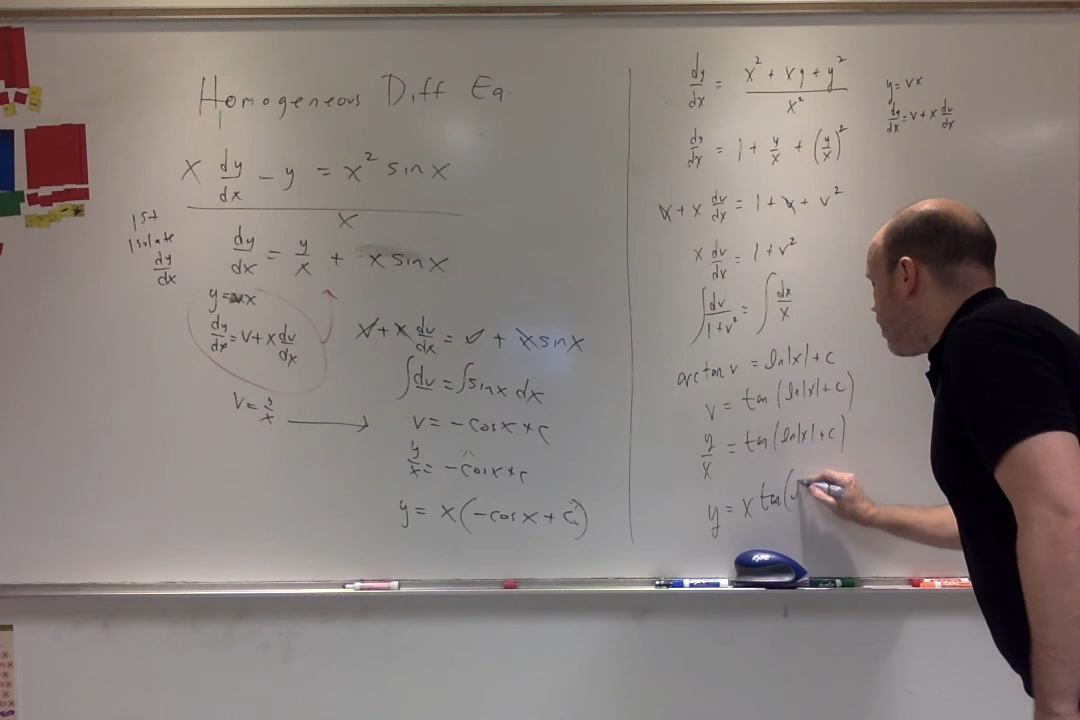 Homogeneous Diff Eq.
x dy/dx - y = x² sin x
x
1st
Isolate
dy/dx
dy/dx = y/x + x sin x
y = vx
dy/dx = v + x dv/dx
v = y/x
v + x dv/dx = v + x sin x
∫dv = ∫sin x dx
v = -cos x + c
y/x = -cos x + c
y = x(-cos x + c)
dy/dx = (x² + xy + y²)/x²
y = vx
dy/dx = v + x dv/dx
dy/dx = 1 + y/x + (y/x)²
v + x dv/dx = 1 + v + v²
x dv/dx = 1 + v²
∫ dv/(1+v²) = ∫ dx/x
arctan v = ln|x| + c
v = tan(ln|x| + c)
y/x = tan(ln|x| + c)
y = x tan(